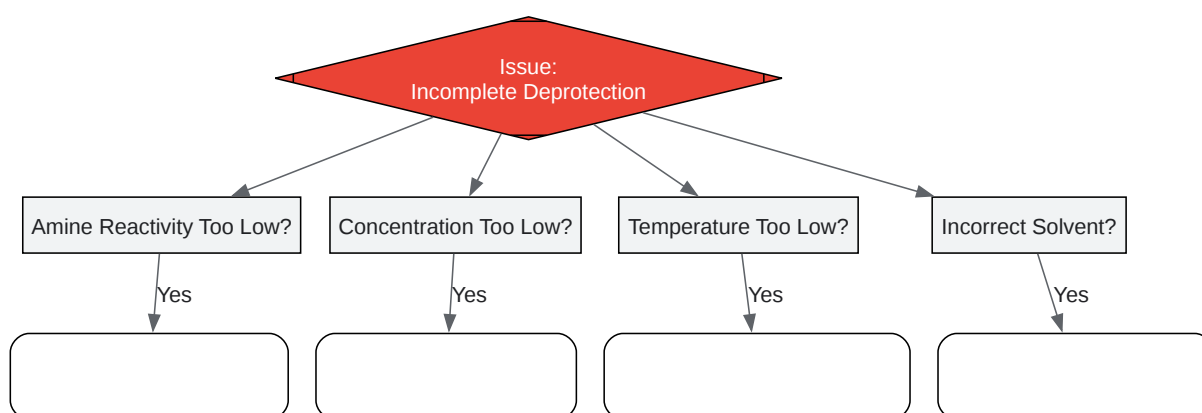 Issue:
Incomplete Deprotection
Amine Reactivity Too Low?
Concentration Too Low?
Temperature Too Low?
Incorrect Solvent?
Yes
Yes
Yes
Yes